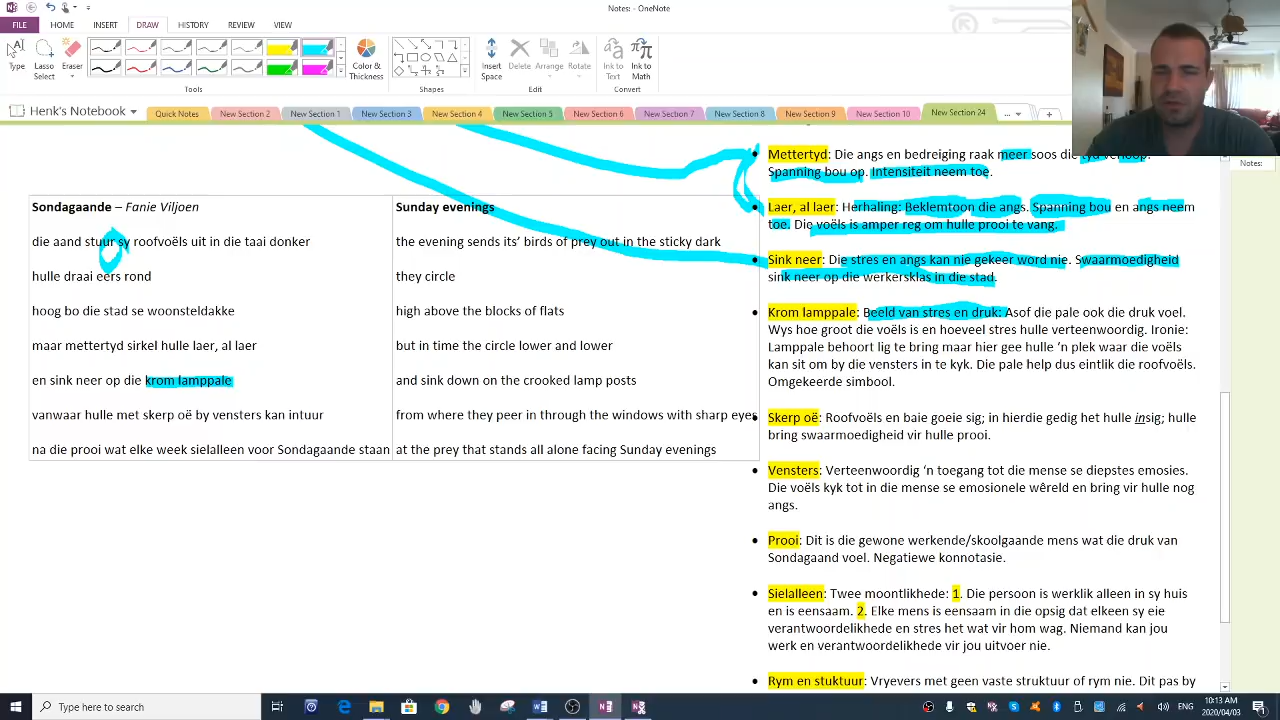 Notes: - OneNote
FILE HOME INSERT DRAW HISTORY REVIEW VIEW
Type Lasso Select Eraser Color & Thickness Insert Space Delete Arrange Rotate Ink to Text Ink to Math
Tools Shapes Edit Convert
Henk's Notebook Quick Notes New Section 2 New Section 1 New Section 3 New Section 4 New Section 5 New Section 6 New Section 7 New Section 8 New Section 9 New Section 10 New Section 24 ...
Notes:
Sondagaande – Fanie Viljoen
die aand stuur sy roofvoëls uit in die taai donker
hulle draai eers rond
hoog bo die stad se woonsteldakke
maar mettertyd sirkel hulle laer, al laer
en sink neer op die krom lamppale
vanwaar hulle met skerp oë by vensters kan intuur
na die prooi wat elke week sielalleen voor Sondagaande staan
Sunday evenings
the evening sends its' birds of prey out in the sticky dark
they circle
high above the blocks of flats
but in time the circle lower and lower
and sink down on the crooked lamp posts
from where they peer in through the windows with sharp eyes
at the prey that stands all alone facing Sunday evenings
• Mettertyd: Die angs en bedreiging raak meer soos die tyd verloop.
Spanning bou op. Intensiteit neem toe.
• Laer, al laer: Herhaling: Beklemtoon die angs. Spanning bou en angs neem
toe. Die voëls is amper reg om hulle prooi te vang.
• Sink neer: Die stres en angs kan nie gekeer word nie. Swaarmoedigheid
sink neer op die werkersklas in die stad.
• Krom lamppale: Beeld van stres en druk: Asof die pale ook die druk voel.
Wys hoe groot die voëls is en hoeveel stres hulle verteenwoordig. Ironie:
Lamppale behoort lig te bring maar hier gee hulle 'n plek waar die voëls
kan sit om by die vensters in te kyk. Die pale help dus eintlik die roofvoëls.
Omgekeerde simbool.
• Skerp oë: Roofvoëls en baie goeie sig; in hierdie gedig het hulle insig; hulle
bring swaarmoedigheid vir hulle prooi.
• Vensters: Verteenwoordig 'n toegang tot die mense se diepstes emosies.
Die voëls kyk tot in die mense se emosionele wêreld en bring vir hulle nog
angs.
• Prooi: Dit is die gewone werkende/skoolgaande mens wat die druk van
Sondagaand voel. Negatiewe konnotasie.
• Sielalleen: Twee moontlikhede: 1. Die persoon is werklik alleen in sy huis
en is eensaam. 2. Elke mens is eensaam in die opsig dat elkeen sy eie
verantwoordelikhede en stres het wat vir hom wag. Niemand kan jou
werk en verantwoordelikhede vir jou uitvoer nie.
• Rym en stuktuur: Vryevers met geen vaste struktuur of rym nie. Dit pas by
Type here to search
ENG
10:13 AM
2020/04/03